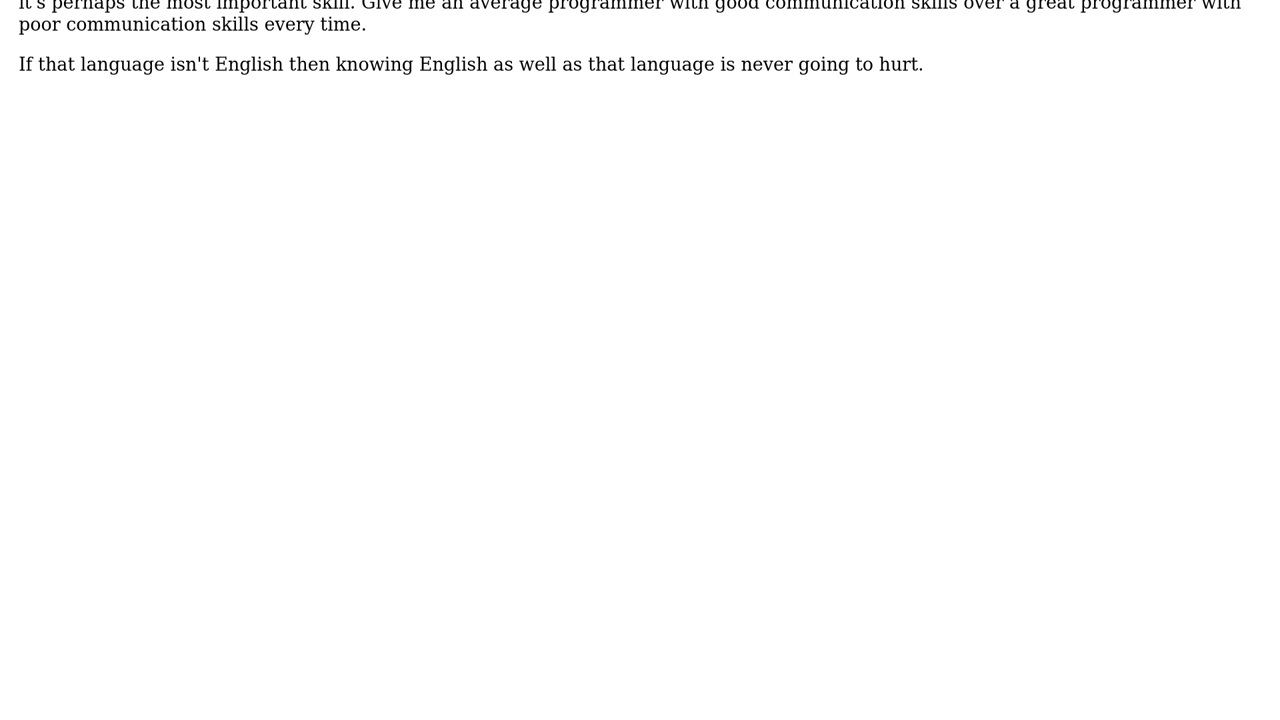 it's perhaps the most important skill. Give me an average programmer with good communication skills over a great programmer with
poor communication skills every time.
If that language isn't English then knowing English as well as that language is never going to hurt.